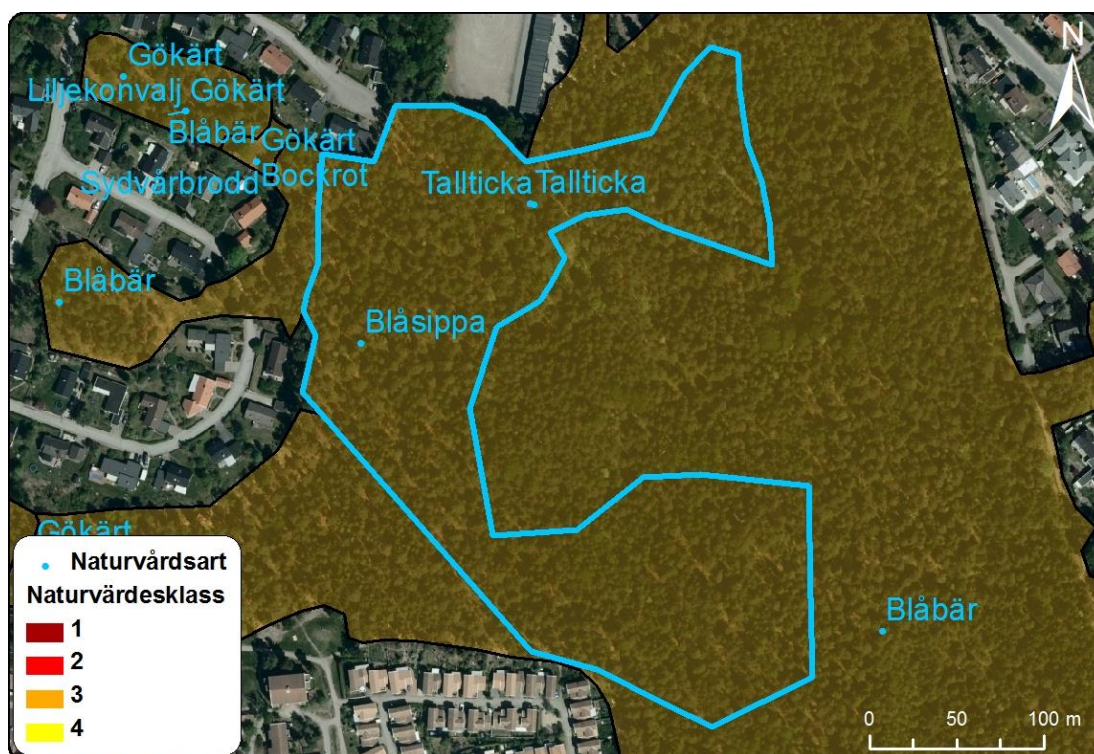 N
Gökärt
Liljekonvalj Gökärt
Blåbär
Gökärt
Bockrot
Sydvårbrodd
Tallticka Tallticka
Blåbär
Blåsippa
Gökärt
Blåbär
Naturvårdsart
Naturvärdesklass
1
2
3
4
0 50 100 m